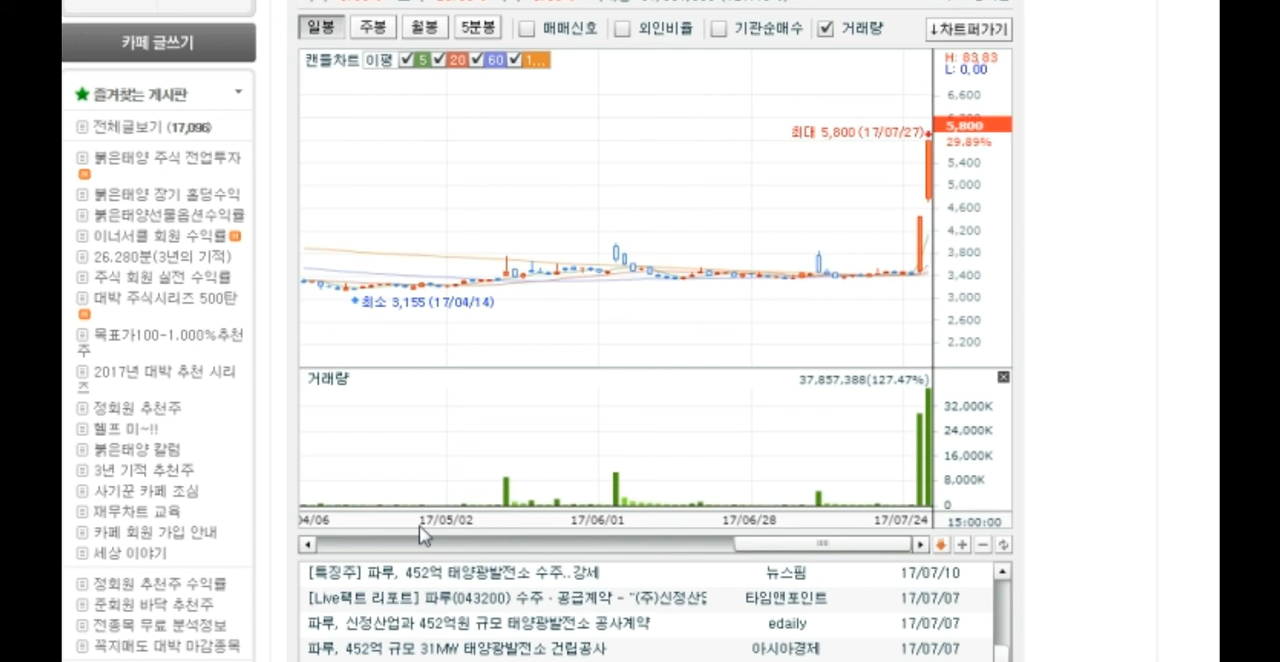 카페 글쓰기
즐겨찾는 게시판
전체글보기 (17,096)
붉은태양 주식 전업투자
붉은태양 장기 홀딩수익
붉은태양선물옵션수익률
이너서클 회원 수익률
26.280분(3년의 기적)
주식 회원 실전 수익률
대박 주식시리즈 500탄
목표가100-1.000%추천
주
2017년 대박 추천 시리
즈
정회원 추천주
헬프 미~!!
붉은태양 칼럼
3년 기적 추천주
사기꾼 카페 조심
재무차트 교육
카페 회원 가입 안내
세상 이야기
정회원 추천주 수익률
준회원 바닥 추천주
전종목 무료 분석정보
꼭지매도 대박 마감종목
일봉 주봉 월봉 5분봉 매매신호 외인비율 기관순매수 거래량 ↓차트퍼가기
캔들차트 이평 5 20 60 1...
H: 83,83
L: 0,00
6,600
최대 5,800 (17/07/27)
5,800
29.89%
5,400
5,000
4,600
4,200
3,800
3,400
3,000
2,600
2,200
최소 3,155 (17/04/14)
거래량
37,857,388(127.47%)
32,000K
24,000K
16,000K
8,000K
0
04/06 17/05/02 17/06/01 17/06/28 17/07/24 15:00:00
[특징주] 파루, 452억 태양광발전소 수주..강세 뉴스핌 17/07/10
[Live팩트 리포트] 파루(043200) 수주·공급계약 - "(주)신정산업 타임앤포인트 17/07/07
파루, 신정산업과 452억원 규모 태양광발전소 공사계약 edaily 17/07/07
파루, 452억 규모 31MW 태양광발전소 건립공사 아시아경제 17/07/07